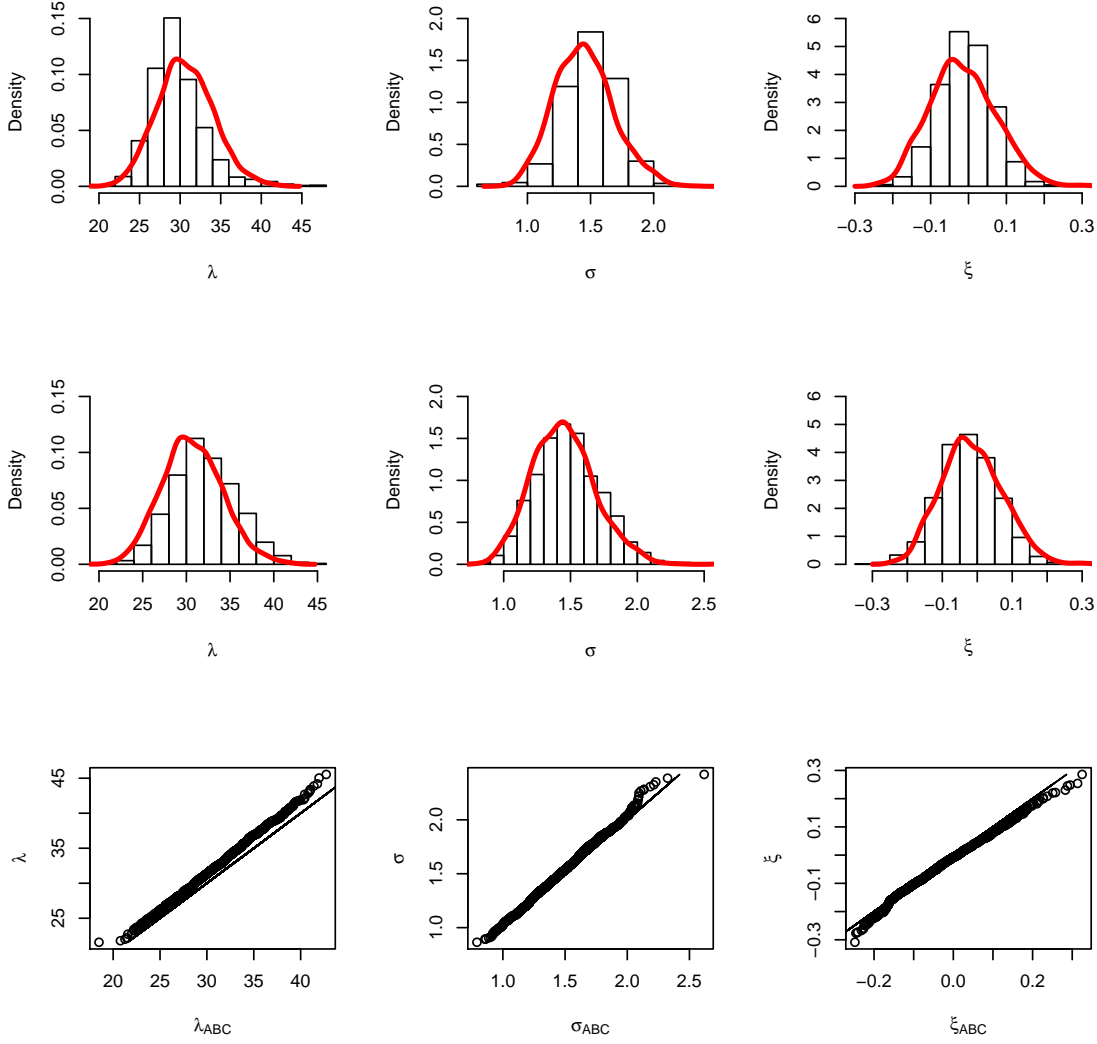 Density
0.00 0.05 0.10 0.15
20 25 30 35 40 45
λ
Density
0.0 0.5 1.0 1.5 2.0
1.0 1.5 2.0
σ
Density
0 1 2 3 4 5 6
−0.3 −0.1 0.1 0.3
ξ
Density
0.00 0.05 0.10 0.15
20 25 30 35 40 45
λ
Density
0.0 0.5 1.0 1.5 2.0
1.0 1.5 2.0 2.5
σ
Density
0 1 2 3 4 5 6
−0.3 −0.1 0.1 0.3
ξ
λ
25 35 45
20 25 30 35 40
λABC
σ
1.0 1.5 2.0
1.0 1.5 2.0 2.5
σABC
ξ
−0.3 −0.1 0.1 0.3
−0.2 0.0 0.2
ξABC